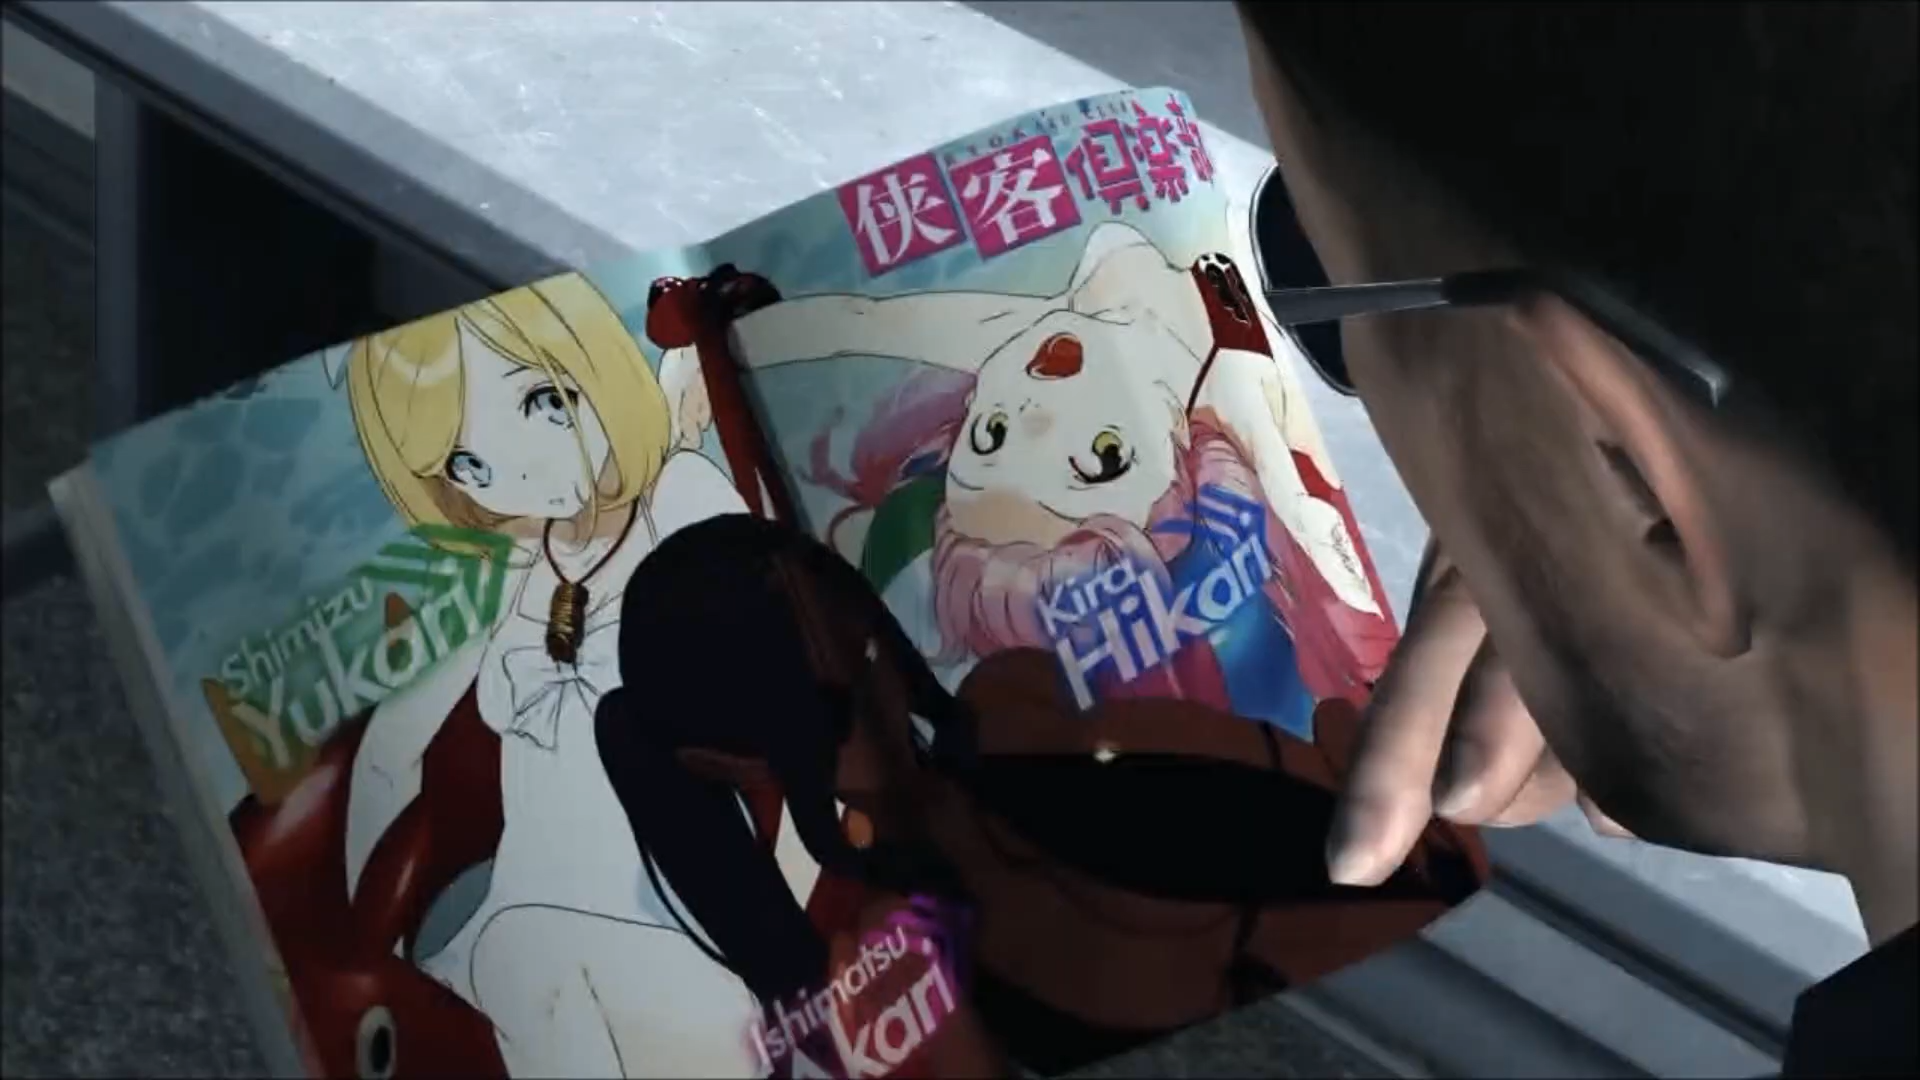 侠客倶楽部
Shimizu
Yukari
Kira
Hikari
Ishimatsu
Akari